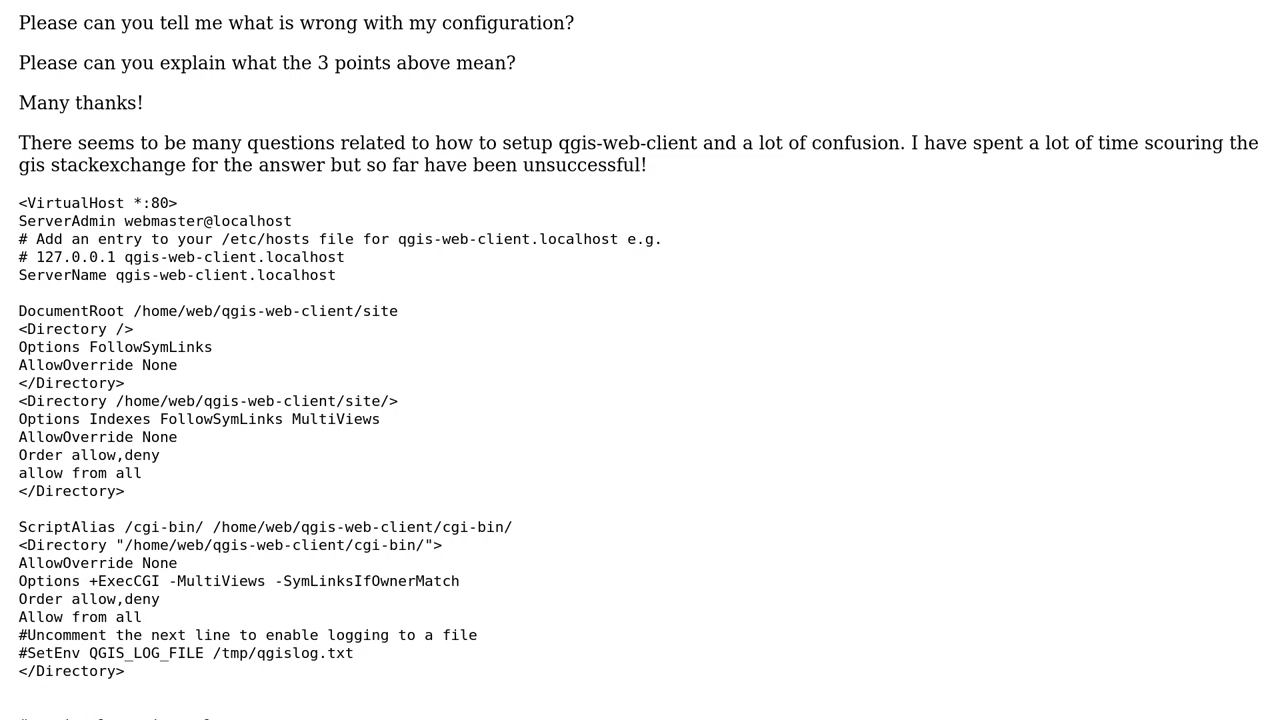 Please can you tell me what is wrong with my configuration?
Please can you explain what the 3 points above mean?
Many thanks!
There seems to be many questions related to how to setup qgis-web-client and a lot of confusion. I have spent a lot of time scouring the
gis stackexchange for the answer but so far have been unsuccessful!
<VirtualHost *:80>
ServerAdmin webmaster@localhost
# Add an entry to your /etc/hosts file for qgis-web-client.localhost e.g.
# 127.0.0.1 qgis-web-client.localhost
ServerName qgis-web-client.localhost
DocumentRoot /home/web/qgis-web-client/site
<Directory />
Options FollowSymLinks
AllowOverride None
</Directory>
<Directory /home/web/qgis-web-client/site/>
Options Indexes FollowSymLinks MultiViews
AllowOverride None
Order allow,deny
allow from all
</Directory>
ScriptAlias /cgi-bin/ /home/web/qgis-web-client/cgi-bin/
<Directory "/home/web/qgis-web-client/cgi-bin/">
AllowOverride None
Options +ExecCGI -MultiViews -SymLinksIfOwnerMatch
Order allow,deny
Allow from all
#Uncomment the next line to enable logging to a file
#SetEnv QGIS_LOG_FILE /tmp/qgislog.txt
</Directory>